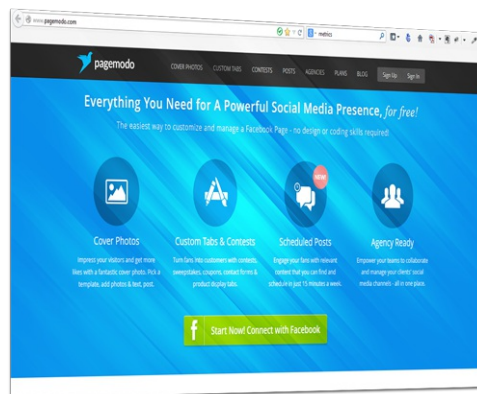 www.pagemodo.com
metrics
pagemodo
COVER PHOTOS CUSTOM TABS CONTESTS POSTS AGENCIES PLANS BLOG Sign Up Sign In
Everything You Need for A Powerful Social Media Presence, for free!
The easiest way to customize and manage a Facebook Page - no design or coding skills required!
NEW!
Cover Photos
Impress your visitors and get more
likes with a fantastic cover photo. Pick a
template, add photos & text, post.
Custom Tabs & Contests
Turn fans into customers with contests,
sweepstakes, coupons, contact forms &
product display tabs.
Scheduled Posts
Engage your fans with relevant
content that you can find and
schedule in just 15 minutes a week.
Agency Ready
Empower your teams to collaborate
and manage your clients' social
media channels - all in one place.
f Start Now! Connect with Facebook